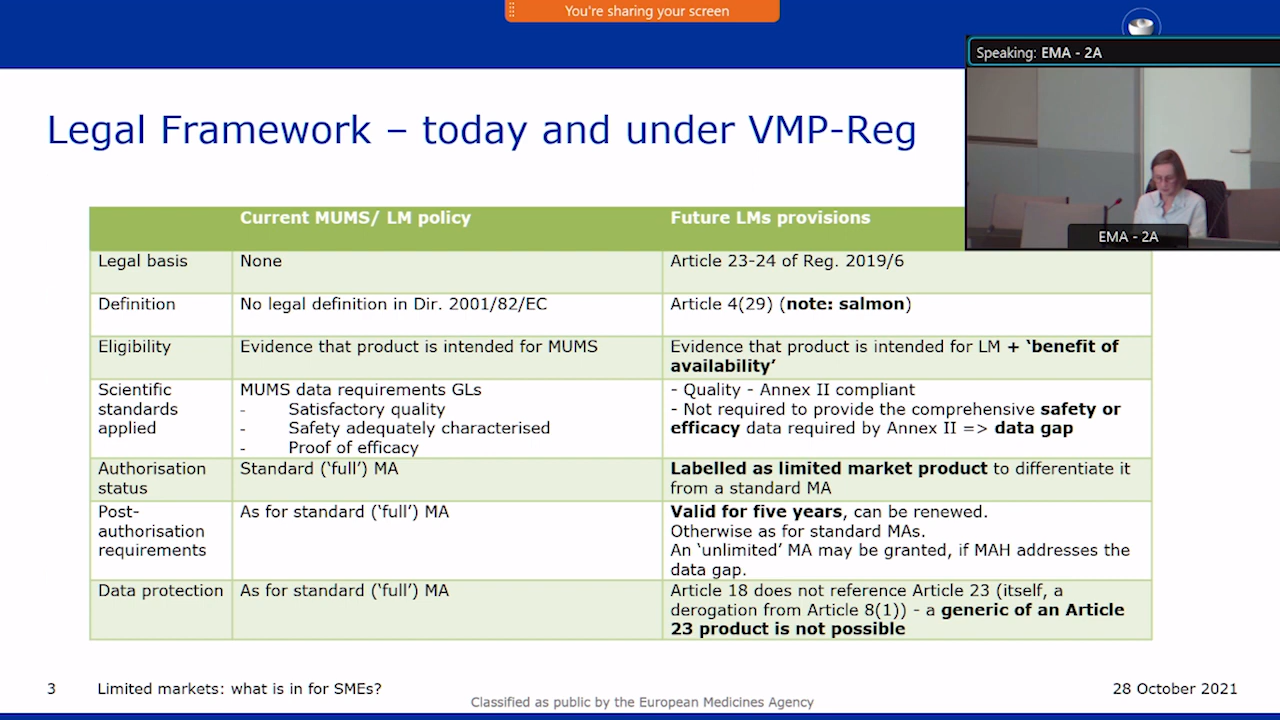 You're sharing your screen
Speaking: EMA - 2A
EMA - 2A
Legal Framework – today and under VMP-Reg
Current MUMS/ LM policy
Future LMs provisions
Legal basis
None
Article 23-24 of Reg. 2019/6
Definition
No legal definition in Dir. 2001/82/EC
Article 4(29) (note: salmon)
Eligibility
Evidence that product is intended for MUMS
Evidence that product is intended for LM + ‘benefit of
availability’
Scientific
standards
applied
MUMS data requirements GLs
- Satisfactory quality
- Safety adequately characterised
- Proof of efficacy
- Quality - Annex II compliant
- Not required to provide the comprehensive safety or
efficacy data required by Annex II => data gap
Authorisation
status
Standard (‘full’) MA
Labelled as limited market product to differentiate it
from a standard MA
Post-
authorisation
requirements
As for standard (‘full’) MA
Valid for five years, can be renewed.
Otherwise as for standard MAs.
An ‘unlimited’ MA may be granted, if MAH addresses the
data gap.
Data protection
As for standard (‘full’) MA
Article 18 does not reference Article 23 (itself, a
derogation from Article 8(1)) - a generic of an Article
23 product is not possible
3 Limited markets: what is in for SMEs?
28 October 2021
Classified as public by the European Medicines Agency